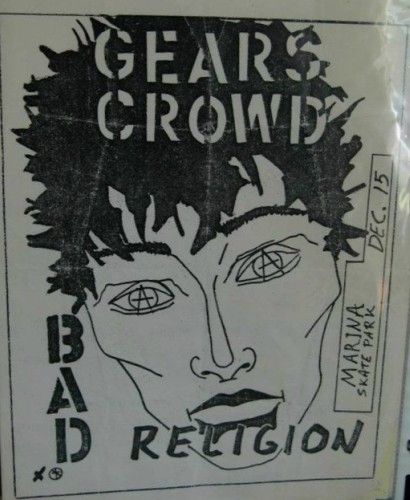 GEARS
CROWD
DEC. 15
MARINA
SKATE PARK
BAD
RELIGION